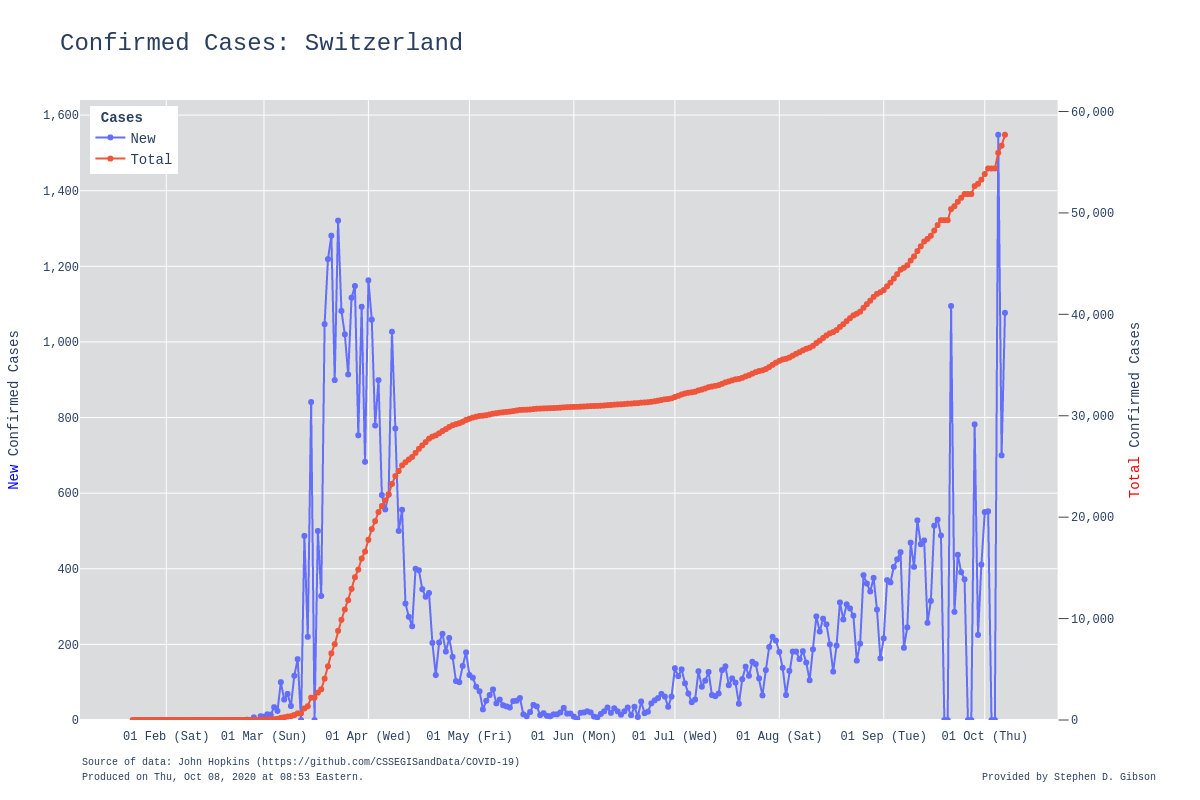 Confirmed Cases: Switzerland
Cases
New
Total
1,600
1,400
1,200
1,000
800
600
400
200
0
New Confirmed Cases
60,000
50,000
40,000
30,000
20,000
10,000
0
Total Confirmed Cases
01 Feb (Sat) 01 Mar (Sun) 01 Apr (Wed) 01 May (Fri) 01 Jun (Mon) 01 Jul (Wed) 01 Aug (Sat) 01 Sep (Tue) 01 Oct (Thu)
Source of data: John Hopkins (https://github.com/CSSEGISandData/COVID-19)
Produced on Thu, Oct 08, 2020 at 08:53 Eastern.
Provided by Stephen D. Gibson